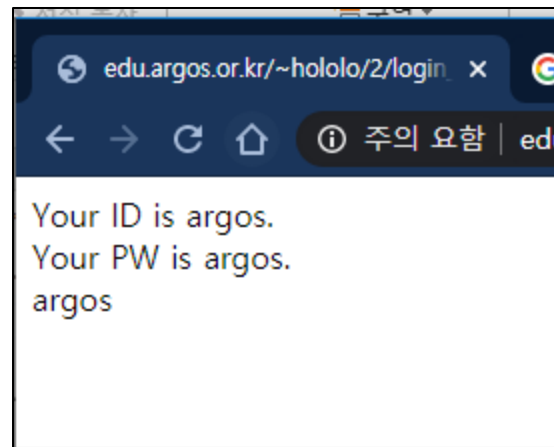 edu.argos.or.kr/~hololo/2/login_
주의 요함 edu
Your ID is argos.
Your PW is argos.
argos